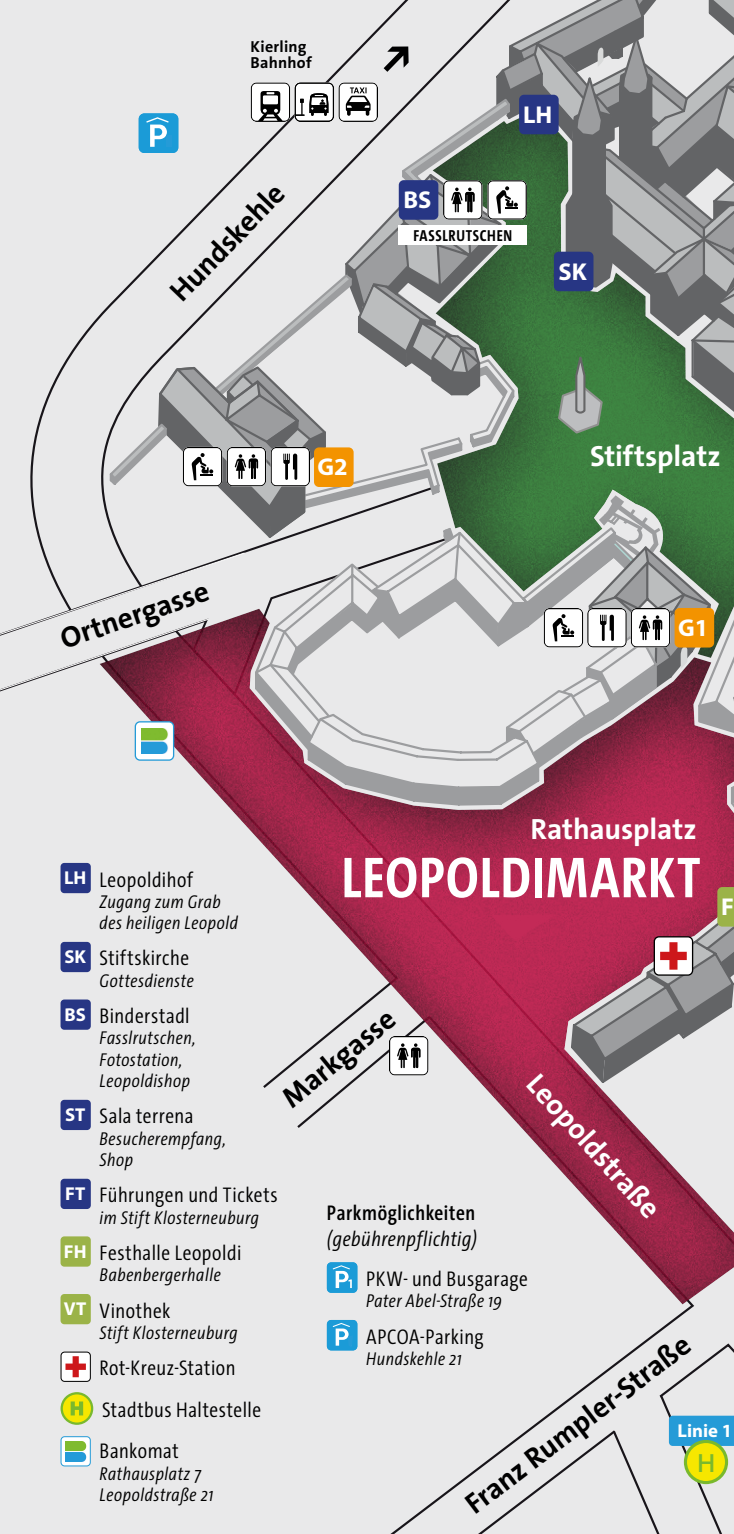 Kierling
Bahnhof
TAXI
P
Hundskehle
LH
BS
FASSLRUTSCHEN
SK
Stiftsplatz
G2
Ortnergasse
G1
Rathausplatz
LEOPOLDIMARKT
F
Markgasse
Leopoldstraße
LH Leopoldihof
Zugang zum Grab
des heiligen Leopold
SK Stiftskirche
Gottesdienste
BS Binderstadl
Fasslrutschen,
Fotostation,
Leopoldishop
ST Sala terrena
Besucherempfang,
Shop
FT Führungen und Tickets
im Stift Klosterneuburg
FH Festhalle Leopoldi
Babenbergerhalle
VT Vinothek
Stift Klosterneuburg
Rot-Kreuz-Station
H Stadtbus Haltestelle
Bankomat
Rathausplatz 7
Leopoldstraße 21
Parkmöglichkeiten
(gebührenpflichtig)
P1 PKW- und Busgarage
Pater Abel-Straße 19
P APCOA-Parking
Hundskehle 21
Franz Rumpler-Straße
Linie 1
H